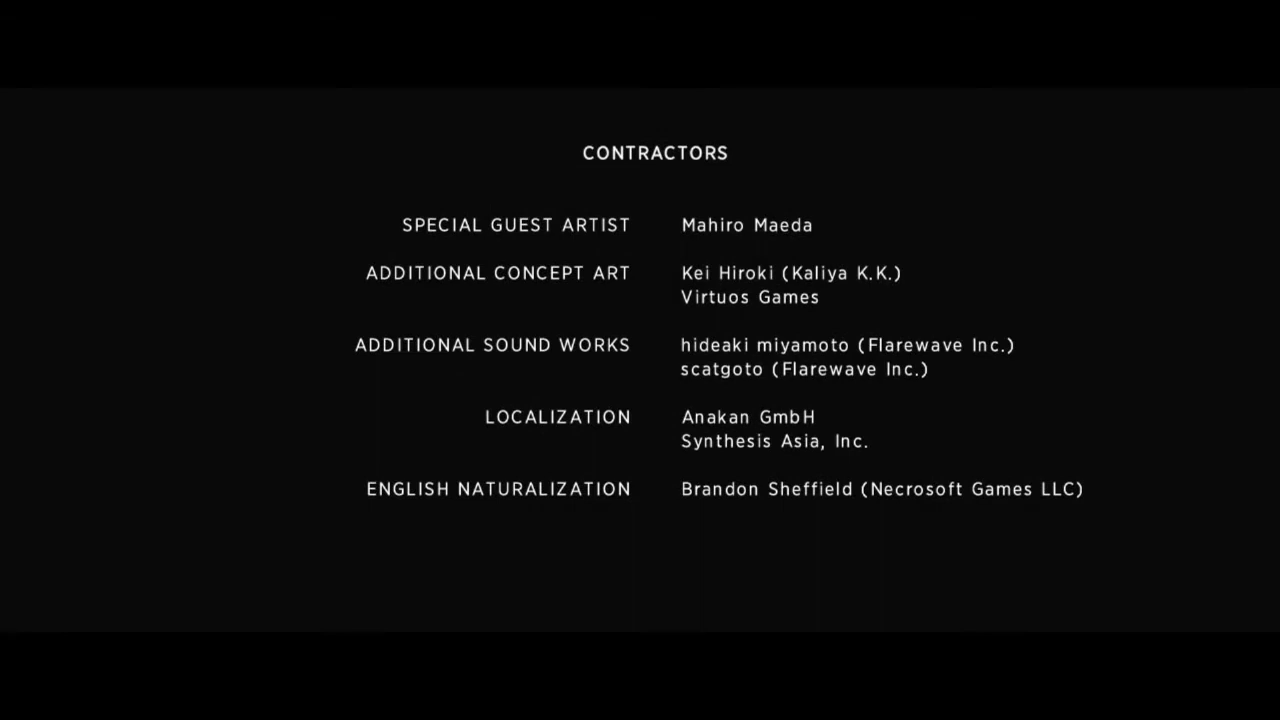 CONTRACTORS
SPECIAL GUEST ARTIST Mahiro Maeda
ADDITIONAL CONCEPT ART Kei Hiroki (Kaliya K.K.)
Virtuos Games
ADDITIONAL SOUND WORKS hideaki miyamoto (Flarewave Inc.)
scatgoto (Flarewave Inc.)
LOCALIZATION Anakan GmbH
Synthesis Asia, Inc.
ENGLISH NATURALIZATION Brandon Sheffield (Necrosoft Games LLC)